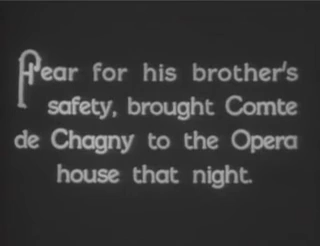 Fear for his brother's
safety, brought Comte
de Chagny to the Opera
house that night.